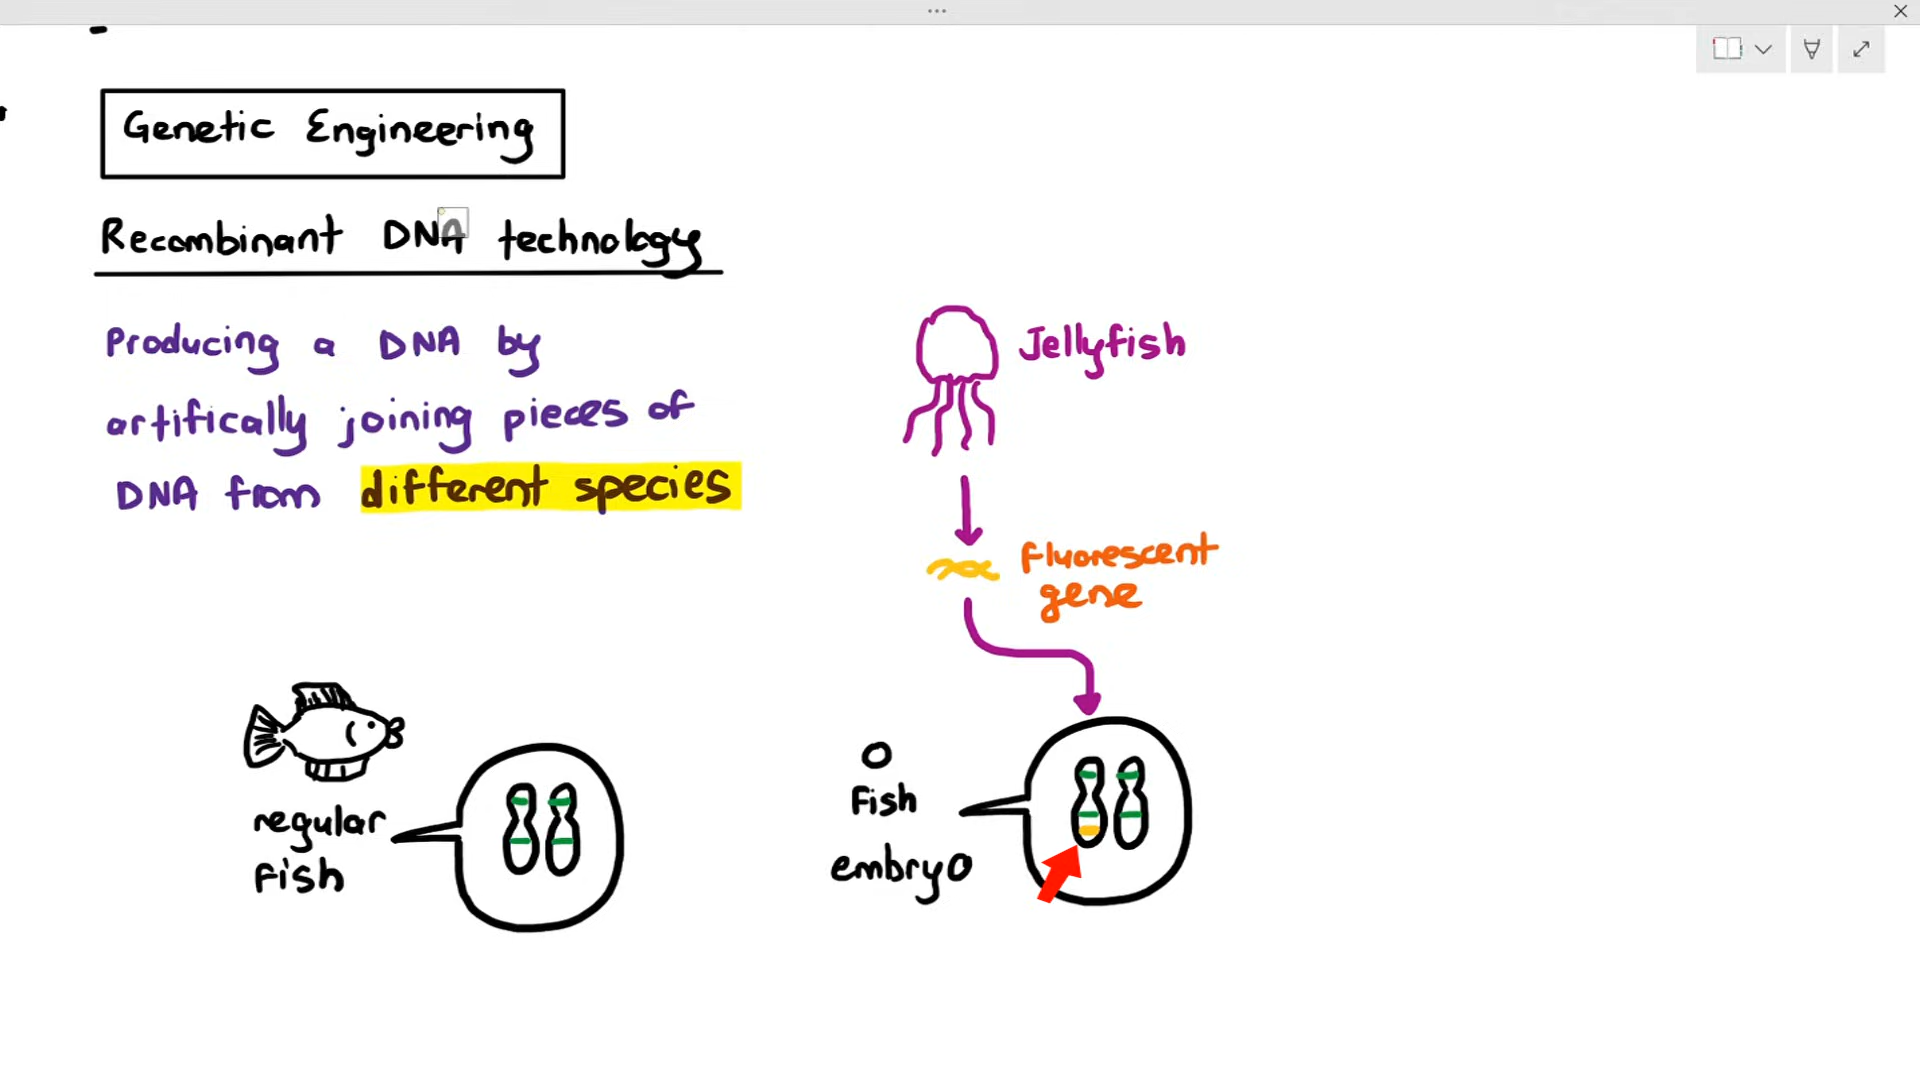 Genetic Engineering
Recombinant DNA technology
Producing a DNA by
artifically joining pieces of
DNA from different species
Jellyfish
fluorescent
gene
regular
fish
Fish
embryo